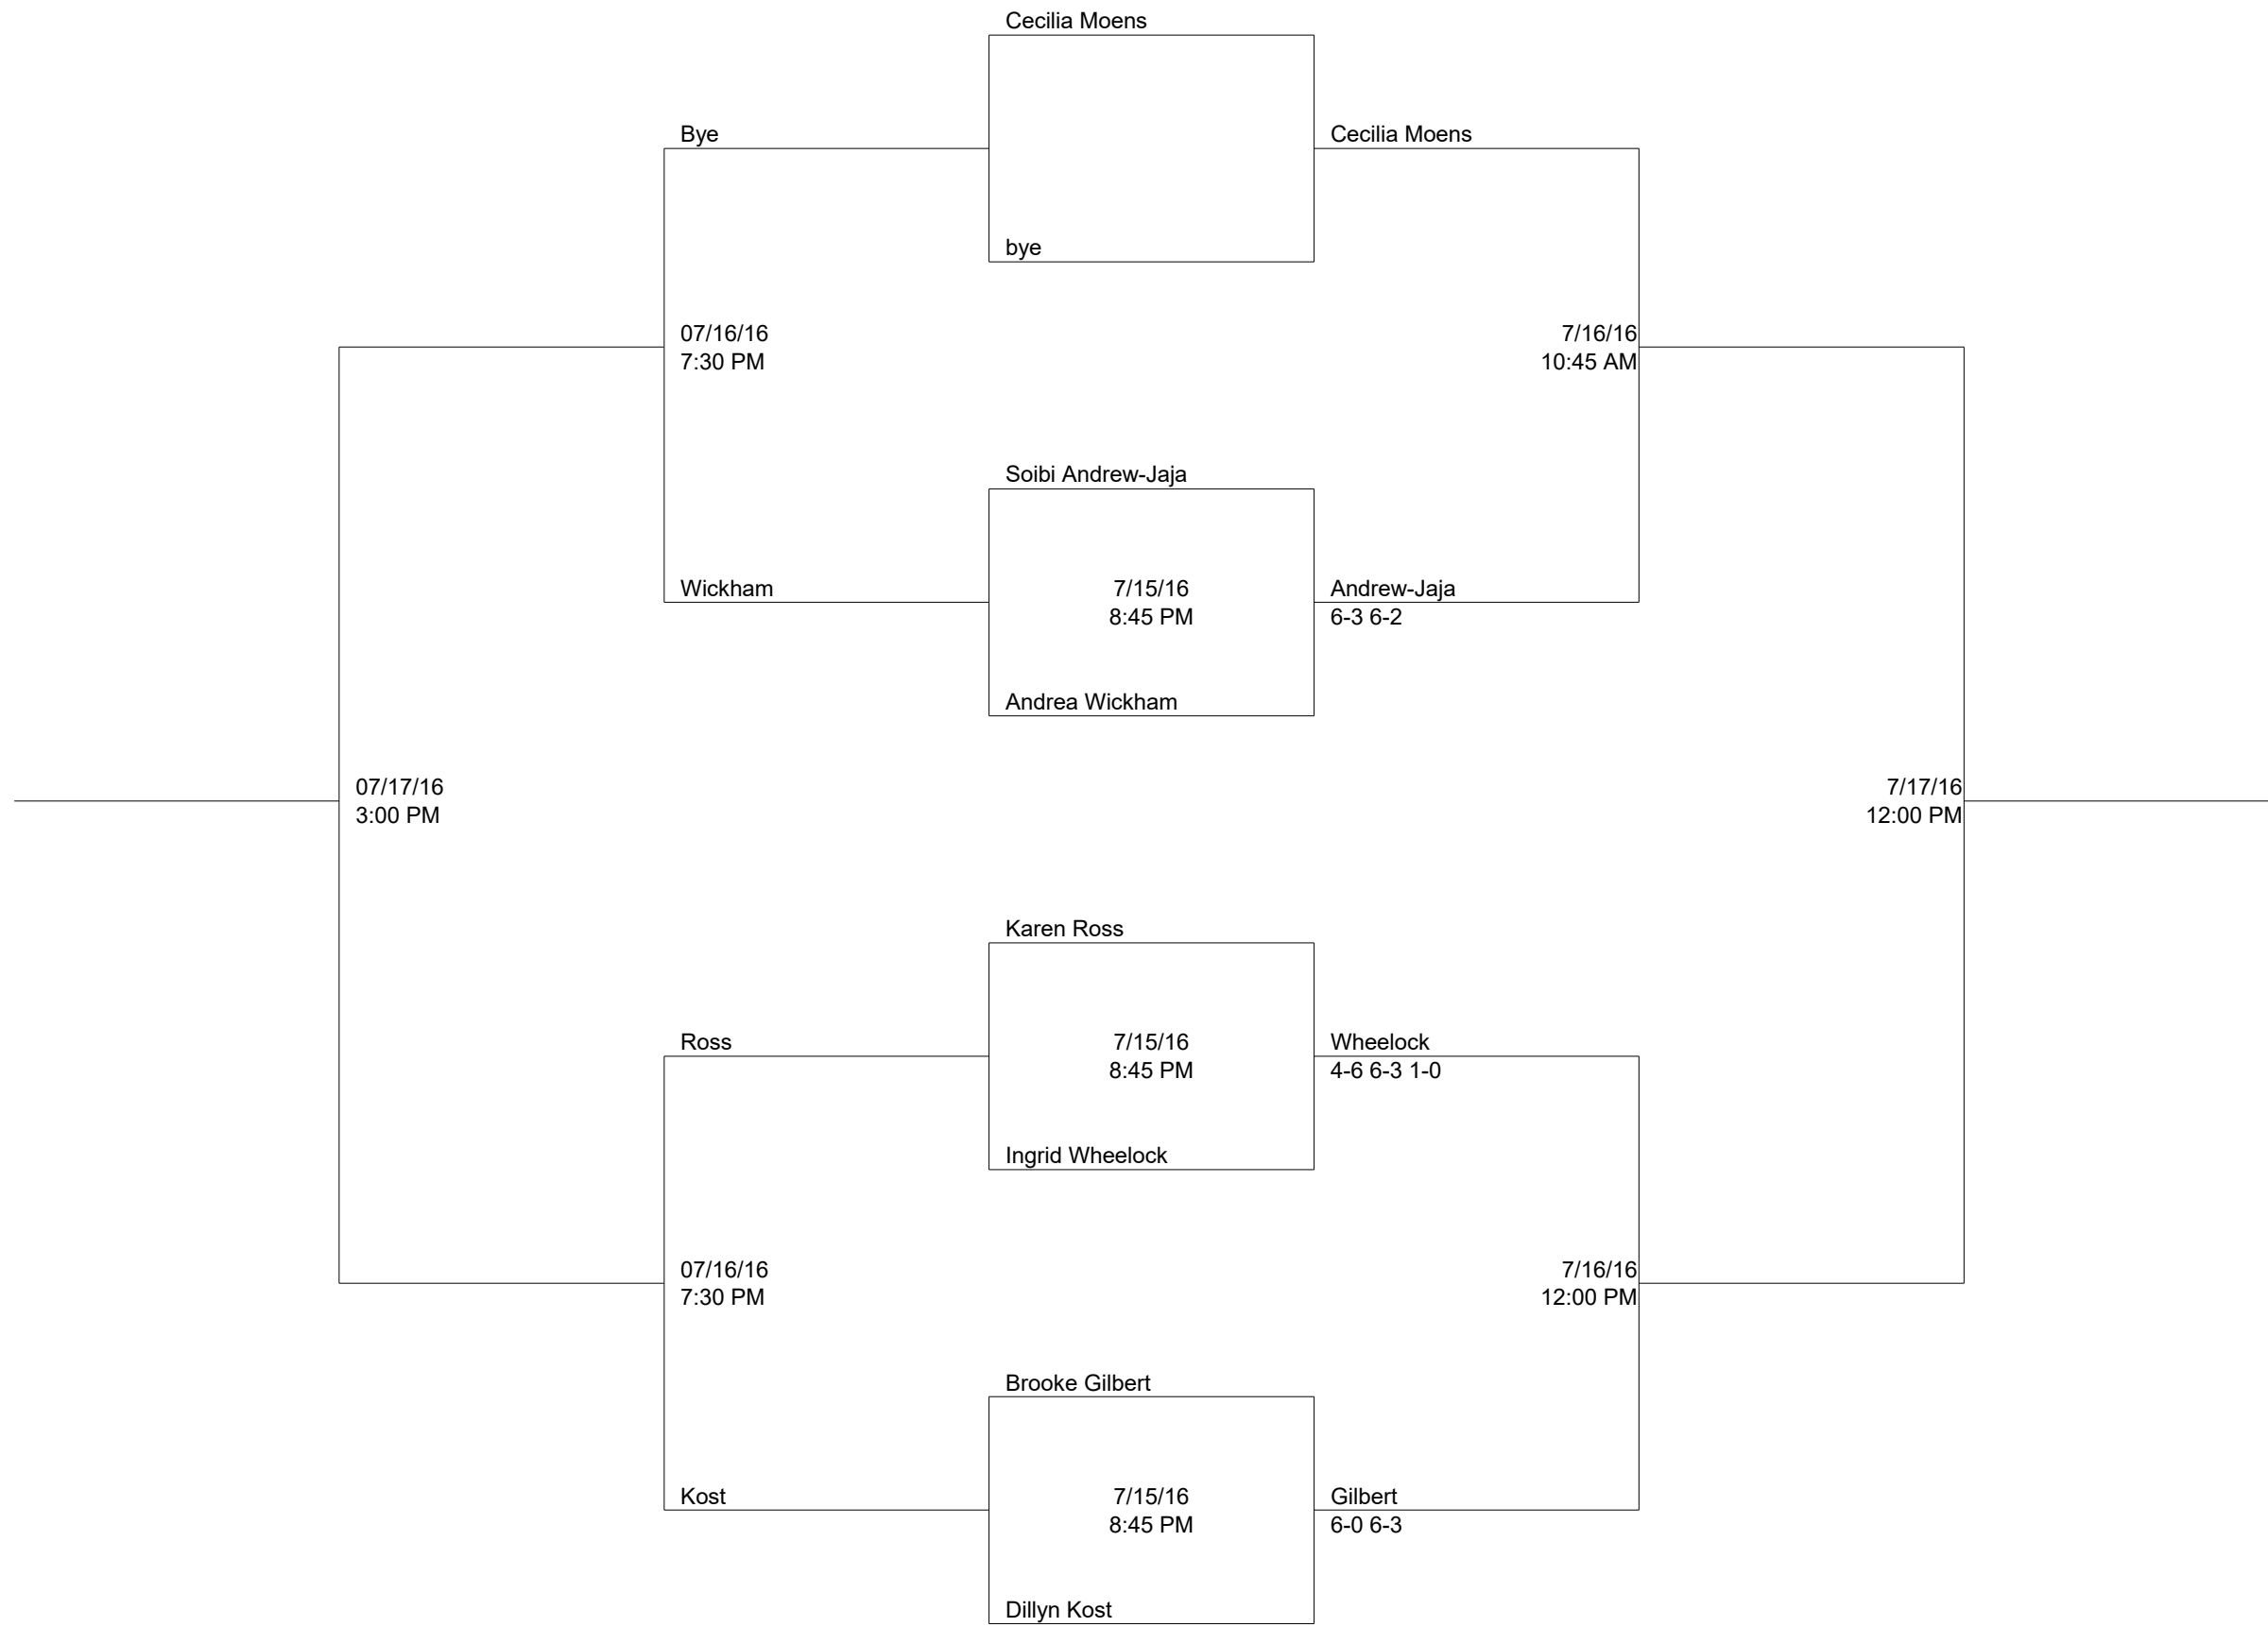 Cecilia Moens
Bye
Cecilia Moens
bye
07/16/16
7:30 PM
7/16/16
10:45 AM
Soibi Andrew-Jaja
Wickham
7/15/16
8:45 PM
Andrew-Jaja
6-3 6-2
Andrea Wickham
07/17/16
3:00 PM
7/17/16
12:00 PM
Karen Ross
Ross
7/15/16
8:45 PM
Wheelock
4-6 6-3 1-0
Ingrid Wheelock
07/16/16
7:30 PM
7/16/16
12:00 PM
Brooke Gilbert
Kost
7/15/16
8:45 PM
Gilbert
6-0 6-3
Dillyn Kost